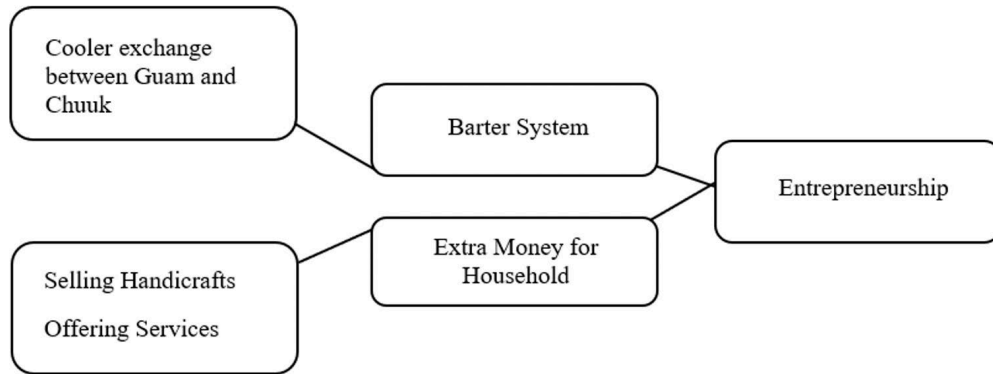 Cooler exchange
between Guam and
Chuuk
Barter System
Entrepreneurship
Extra Money for
Household
Selling Handicrafts
Offering Services